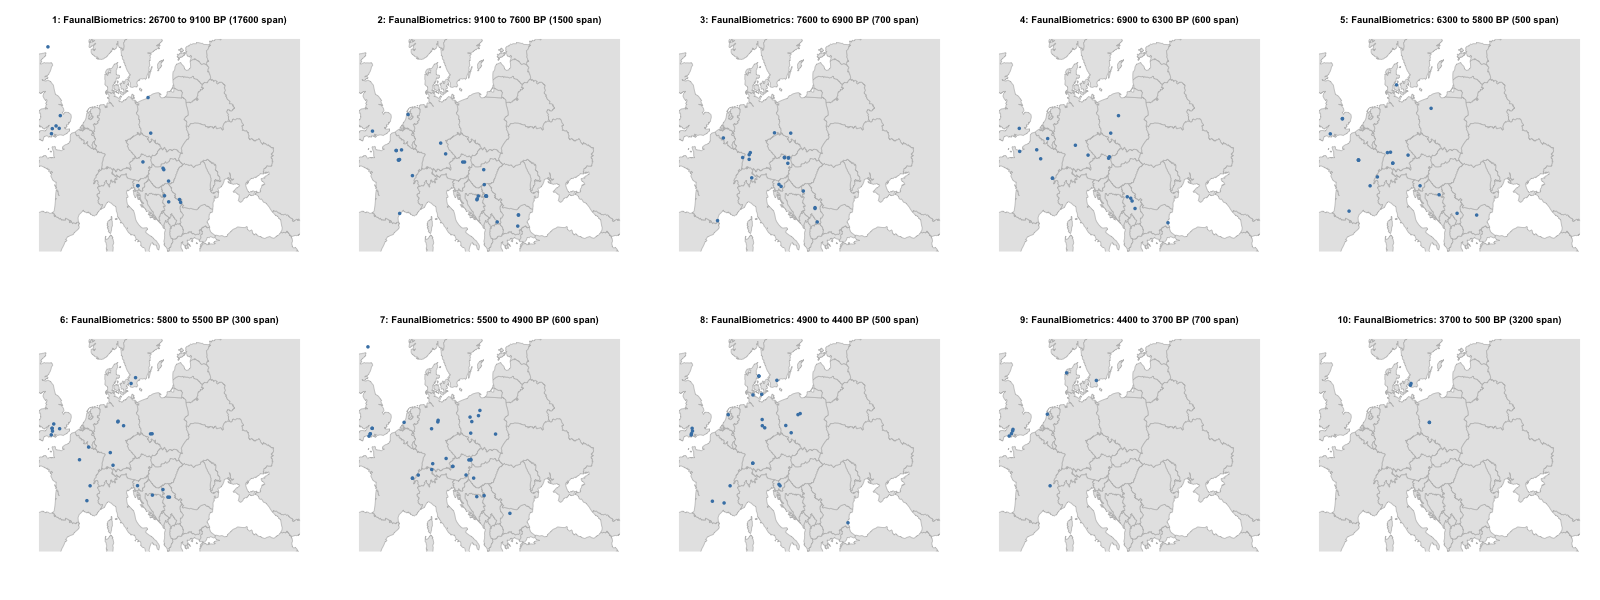 1: FaunalBiometrics: 26700 to 9100 BP (17600 span)
2: FaunalBiometrics: 9100 to 7600 BP (1500 span)
3: FaunalBiometrics: 7600 to 6900 BP (700 span)
4: FaunalBiometrics: 6900 to 6300 BP (600 span)
5: FaunalBiometrics: 6300 to 5800 BP (500 span)
6: FaunalBiometrics: 5800 to 5500 BP (300 span)
7: FaunalBiometrics: 5500 to 4900 BP (600 span)
8: FaunalBiometrics: 4900 to 4400 BP (500 span)
9: FaunalBiometrics: 4400 to 3700 BP (700 span)
10: FaunalBiometrics: 3700 to 500 BP (3200 span)